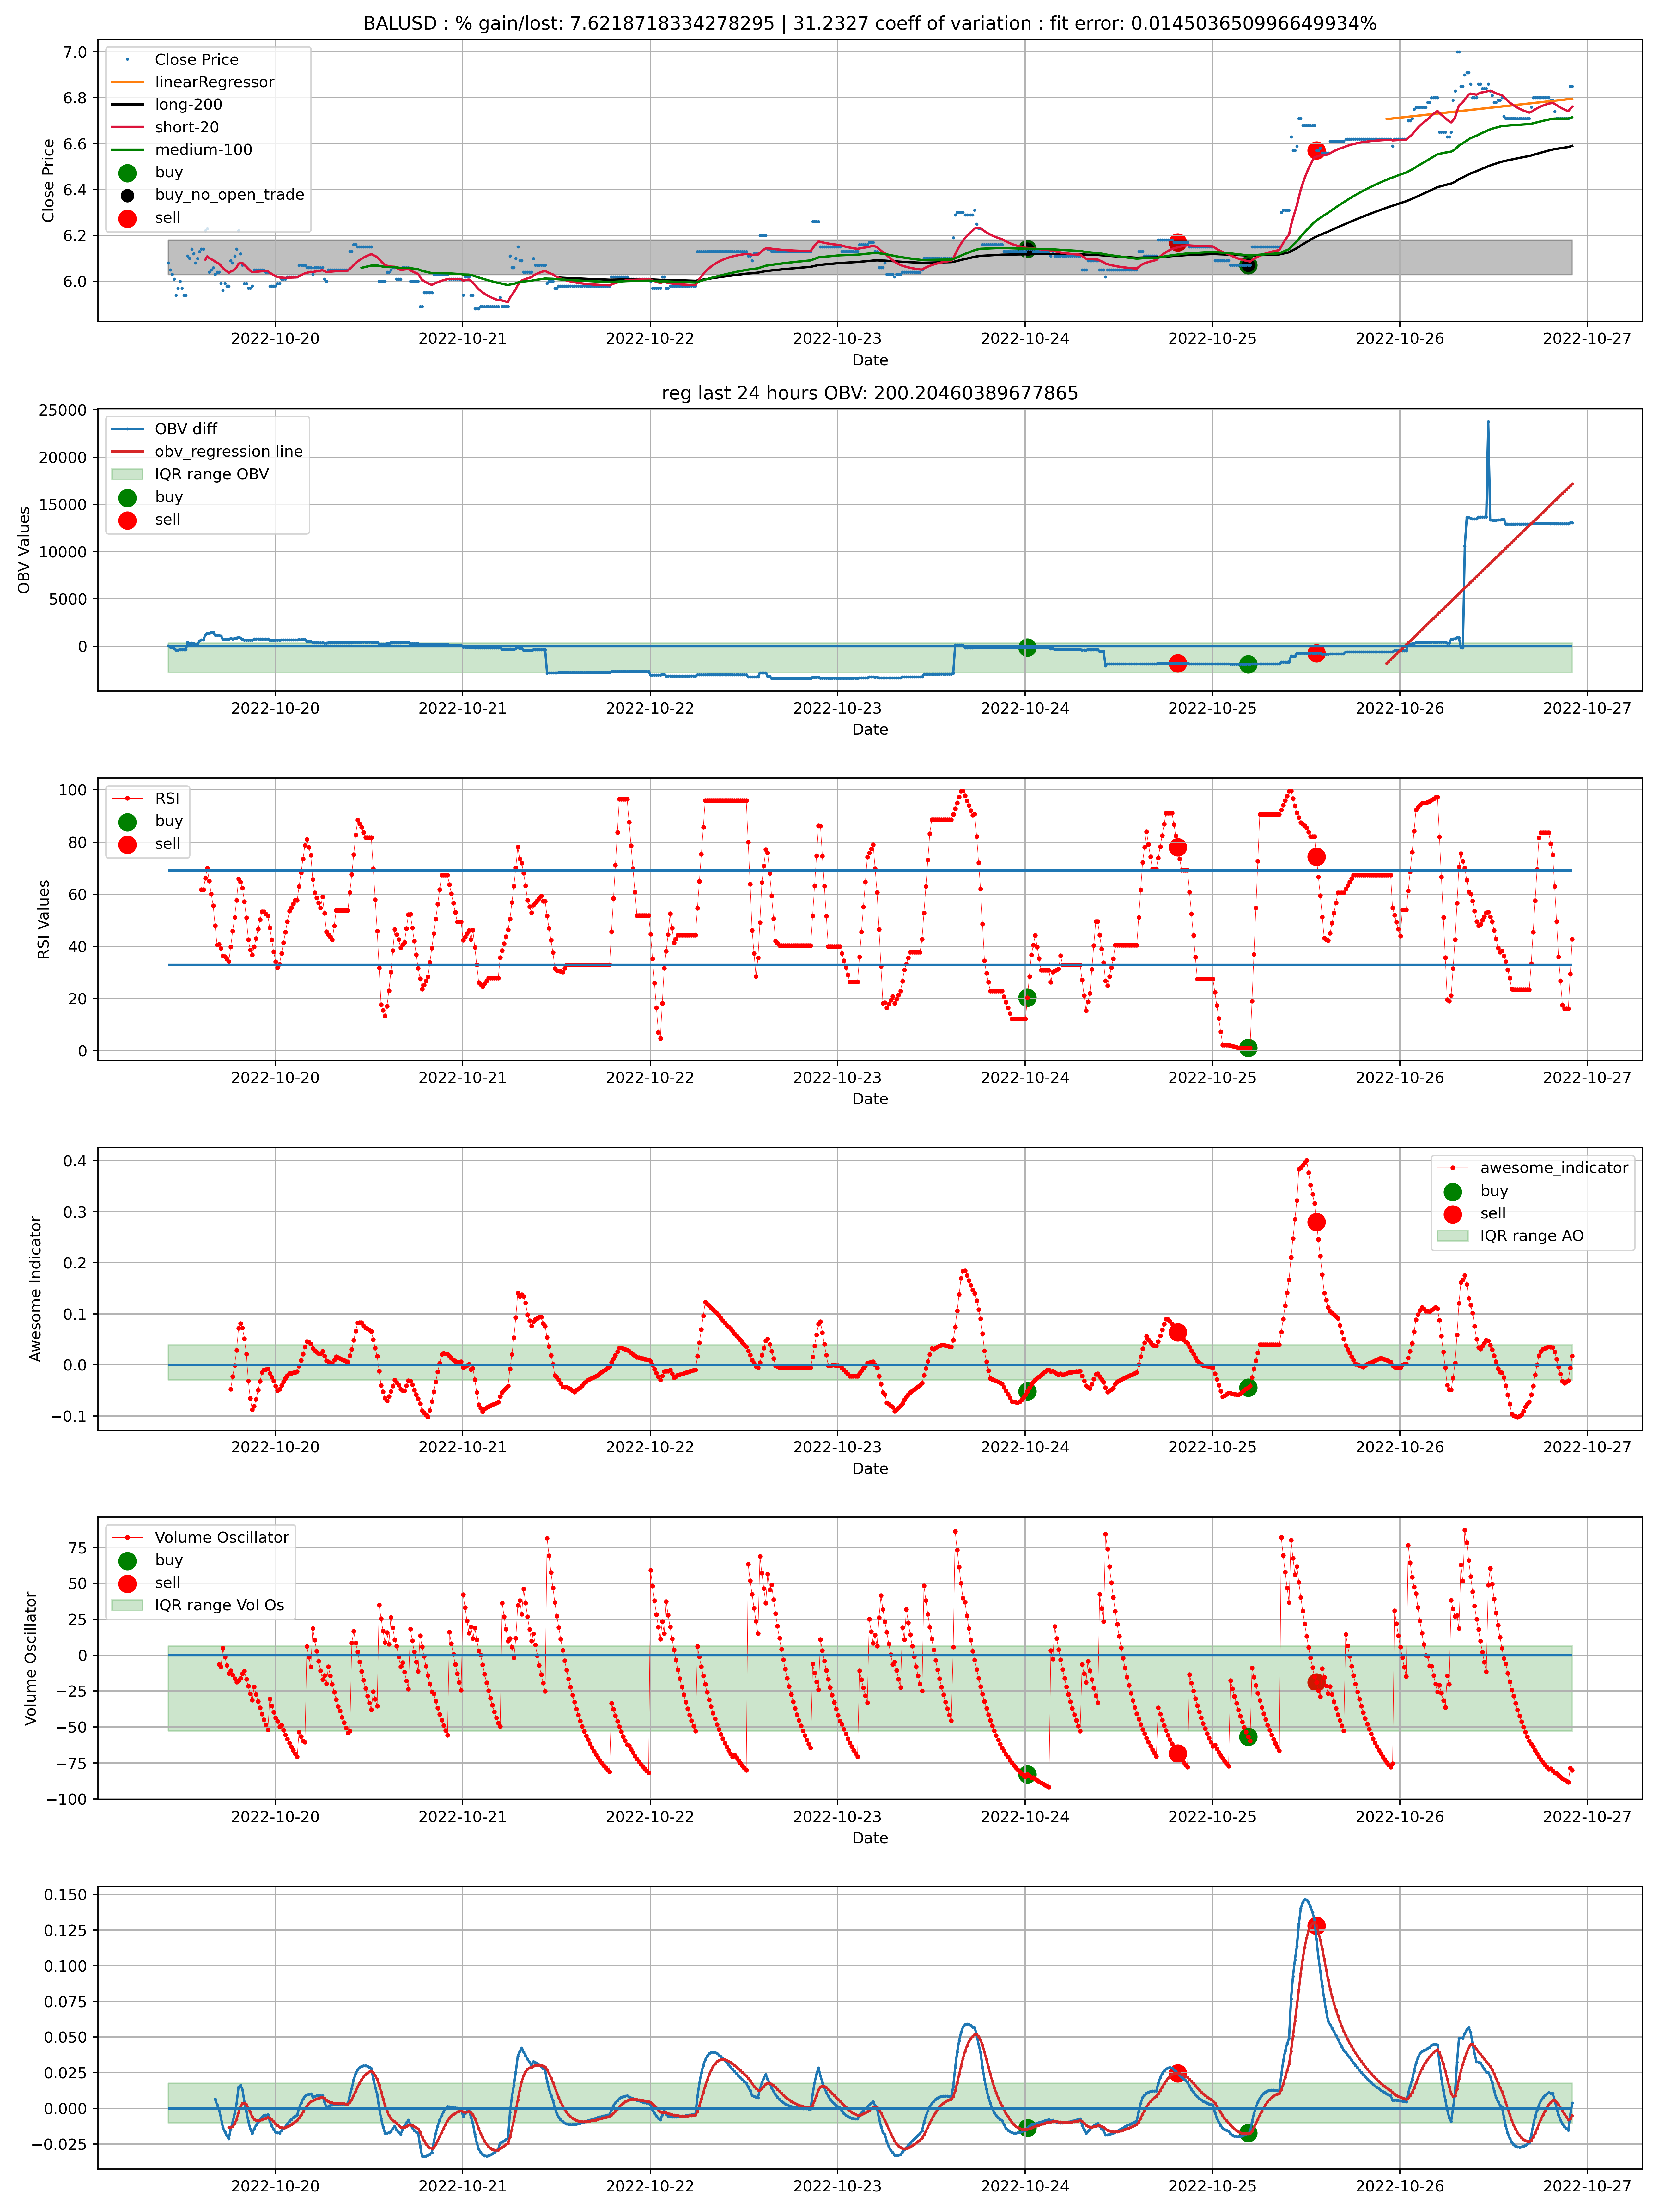 BALUSD : % gain/lost: 7.6218718334278295 | 31.2327 coeff of variation : fit error: 0.014503650996649934%
Close Price
7.0
6.8
6.6
6.4
6.2
6.0
Close Price
linearRegressor
long-200
short-20
medium-100
buy
buy_no_open_trade
sell
2022-10-20 2022-10-21 2022-10-22 2022-10-23 2022-10-24 2022-10-25 2022-10-26 2022-10-27
Date
reg last 24 hours OBV: 200.20460389677865
OBV Values
25000
20000
15000
10000
5000
0
OBV diff
obv_regression line
IQR range OBV
buy
sell
2022-10-20 2022-10-21 2022-10-22 2022-10-23 2022-10-24 2022-10-25 2022-10-26 2022-10-27
Date
RSI Values
100
80
60
40
20
0
RSI
buy
sell
2022-10-20 2022-10-21 2022-10-22 2022-10-23 2022-10-24 2022-10-25 2022-10-26 2022-10-27
Date
Awesome Indicator
0.4
0.3
0.2
0.1
0.0
−0.1
awesome_indicator
buy
sell
IQR range AO
2022-10-20 2022-10-21 2022-10-22 2022-10-23 2022-10-24 2022-10-25 2022-10-26 2022-10-27
Date
Volume Oscillator
75
50
25
0
−25
−50
−75
−100
Volume Oscillator
buy
sell
IQR range Vol Os
2022-10-20 2022-10-21 2022-10-22 2022-10-23 2022-10-24 2022-10-25 2022-10-26 2022-10-27
Date
0.150
0.125
0.100
0.075
0.050
0.025
0.000
−0.025
2022-10-20 2022-10-21 2022-10-22 2022-10-23 2022-10-24 2022-10-25 2022-10-26 2022-10-27